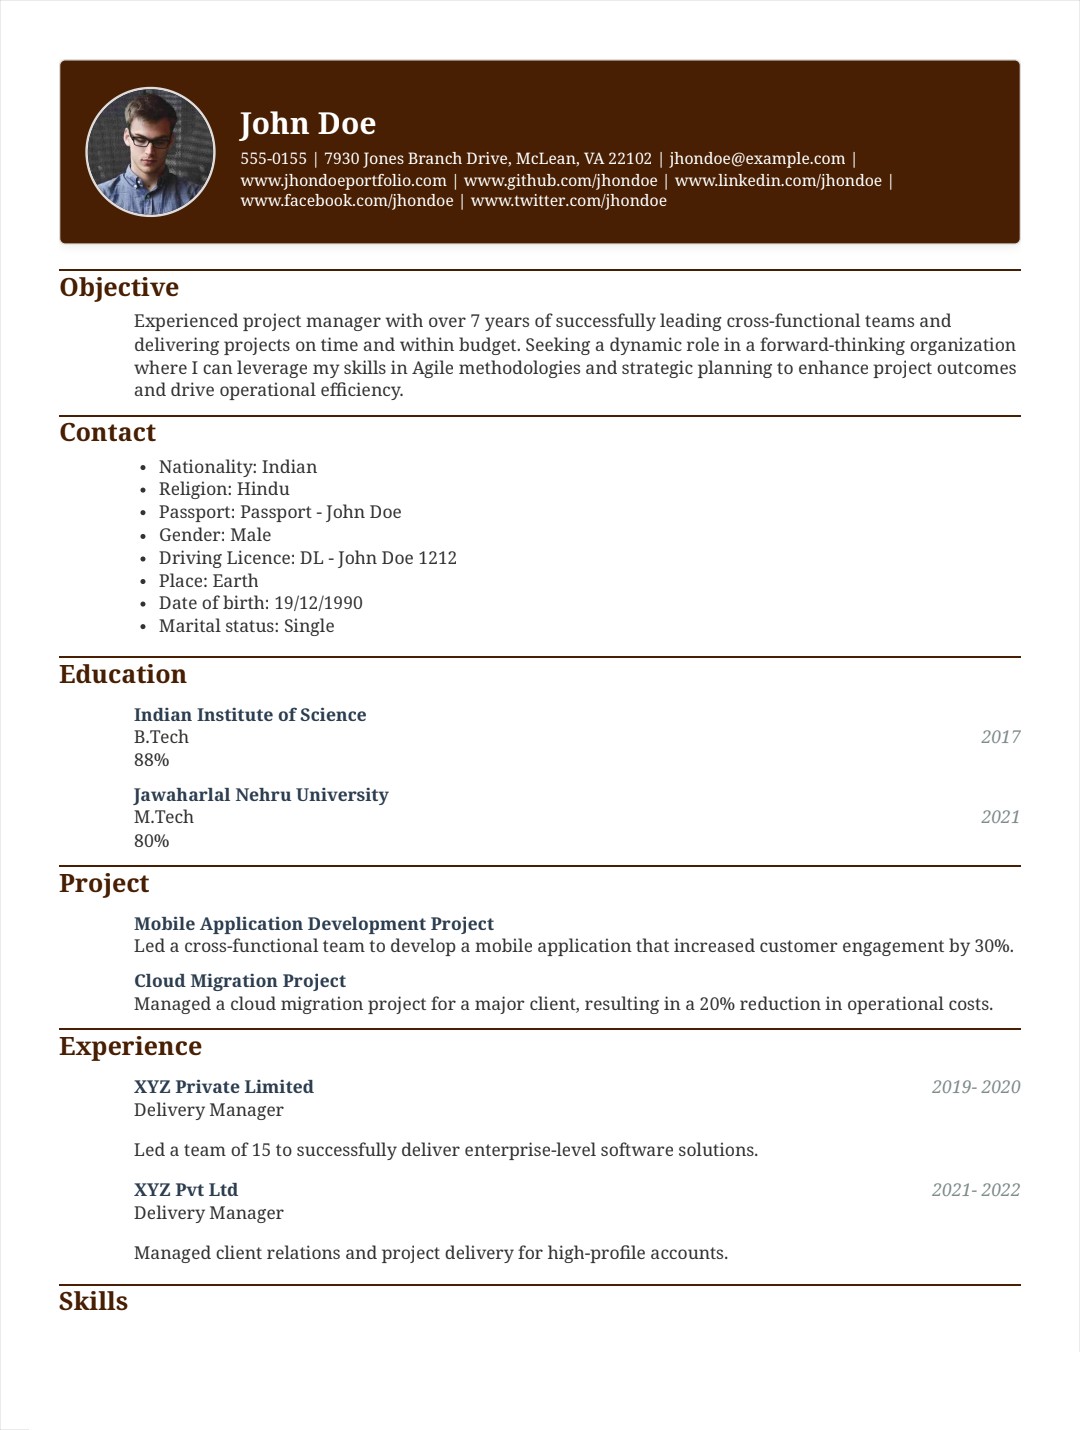 John Doe
555-0155 | 7930 Jones Branch Drive, McLean, VA 22102 | jhondoe@example.com |
www.jhondoeportfolio.com | www.github.com/jhondoe | www.linkedin.com/jhondoe |
www.facebook.com/jhondoe | www.twitter.com/jhondoe
Objective
Experienced project manager with over 7 years of successfully leading cross-functional teams and
delivering projects on time and within budget. Seeking a dynamic role in a forward-thinking organization
where I can leverage my skills in Agile methodologies and strategic planning to enhance project outcomes
and drive operational efficiency.
Contact
• Nationality: Indian
• Religion: Hindu
• Passport: Passport - John Doe
• Gender: Male
• Driving Licence: DL - John Doe 1212
• Place: Earth
• Date of birth: 19/12/1990
• Marital status: Single
Education
Indian Institute of Science
B.Tech 2017
88%
Jawaharlal Nehru University
M.Tech 2021
80%
Project
Mobile Application Development Project
Led a cross-functional team to develop a mobile application that increased customer engagement by 30%.
Cloud Migration Project
Managed a cloud migration project for a major client, resulting in a 20% reduction in operational costs.
Experience
XYZ Private Limited 2019- 2020
Delivery Manager
Led a team of 15 to successfully deliver enterprise-level software solutions.
XYZ Pvt Ltd 2021- 2022
Delivery Manager
Managed client relations and project delivery for high-profile accounts.
Skills